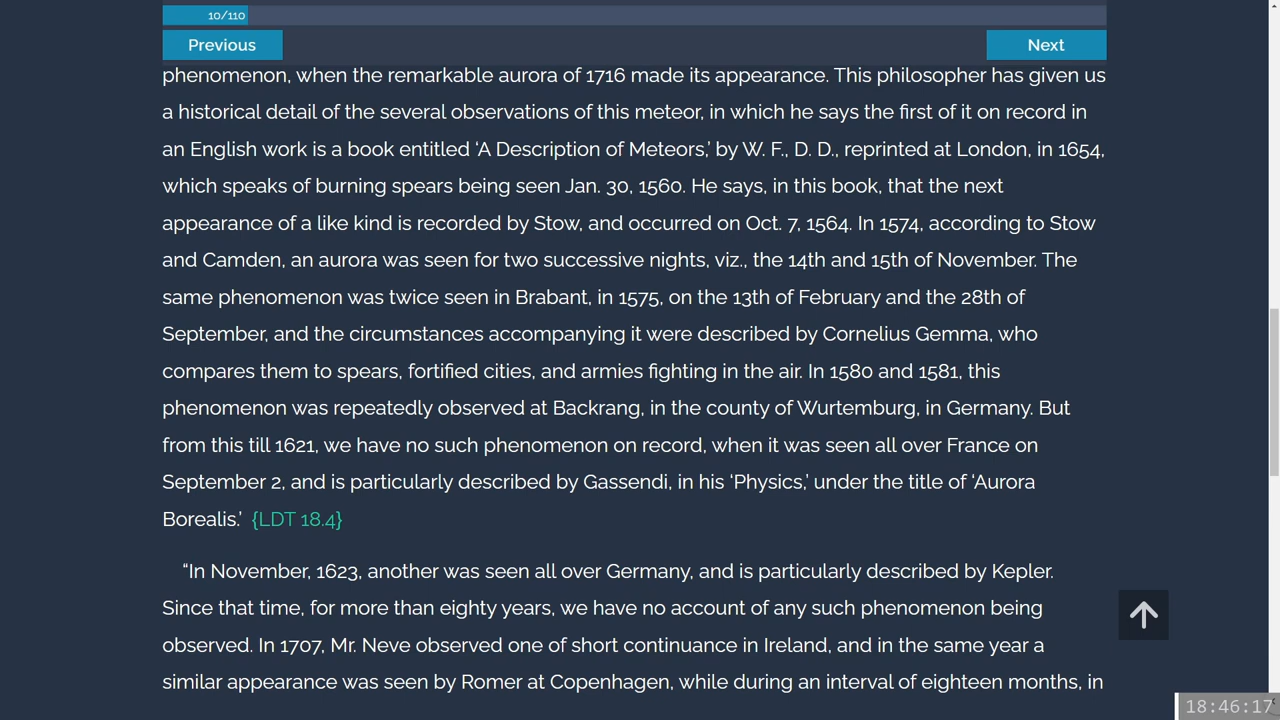 10/110
Previous
Next
phenomenon, when the remarkable aurora of 1716 made its appearance. This philosopher has given us
a historical detail of the several observations of this meteor, in which he says the first of it on record in
an English work is a book entitled ‘A Description of Meteors,’ by W. F., D. D., reprinted at London, in 1654,
which speaks of burning spears being seen Jan. 30, 1560. He says, in this book, that the next
appearance of a like kind is recorded by Stow, and occurred on Oct. 7, 1564. In 1574, according to Stow
and Camden, an aurora was seen for two successive nights, viz., the 14th and 15th of November. The
same phenomenon was twice seen in Brabant, in 1575, on the 13th of February and the 28th of
September, and the circumstances accompanying it were described by Cornelius Gemma, who
compares them to spears, fortified cities, and armies fighting in the air. In 1580 and 1581, this
phenomenon was repeatedly observed at Backrang, in the county of Wurtemburg, in Germany. But
from this till 1621, we have no such phenomenon on record, when it was seen all over France on
September 2, and is particularly described by Gassendi, in his ‘Physics,’ under the title of ‘Aurora
Borealis.’ {LDT 18.4}
“In November, 1623, another was seen all over Germany, and is particularly described by Kepler.
Since that time, for more than eighty years, we have no account of any such phenomenon being
observed. In 1707, Mr. Neve observed one of short continuance in Ireland, and in the same year a
similar appearance was seen by Romer at Copenhagen, while during an interval of eighteen months, in
18:46:17